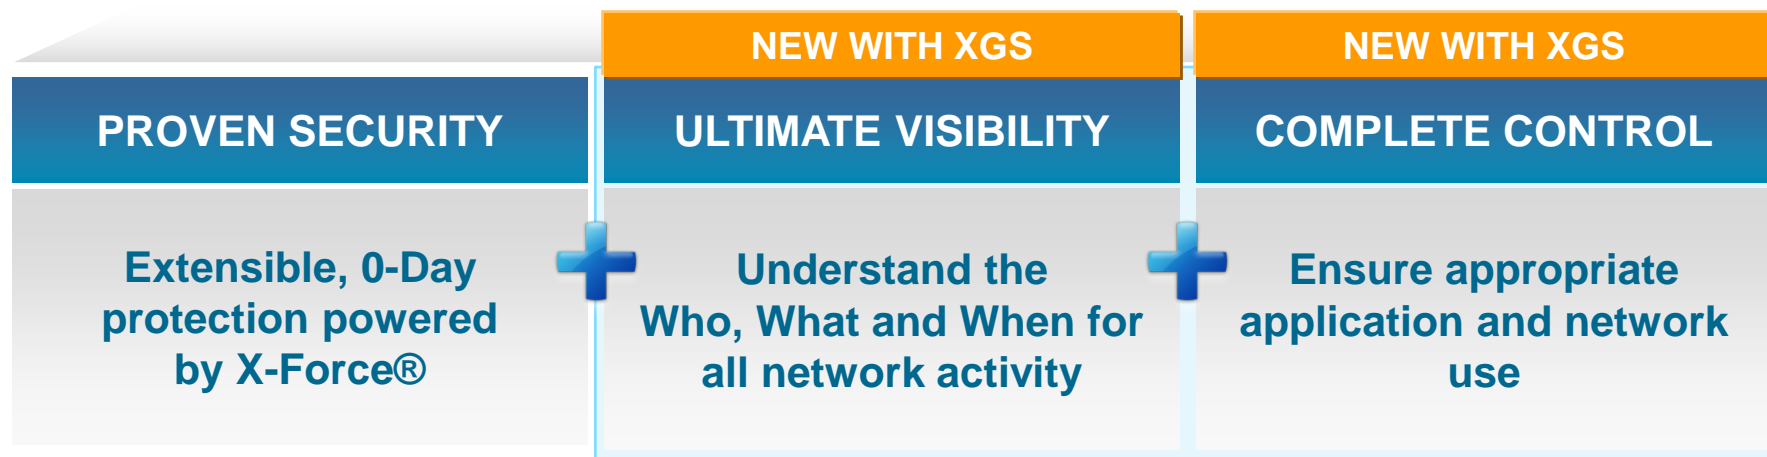 NEW WITH XGS
NEW WITH XGS
PROVEN SECURITY
ULTIMATE VISIBILITY
COMPLETE CONTROL
Extensible, 0-Day
protection powered
by X-Force®
Understand the
Who, What and When for
all network activity
Ensure appropriate
application and network
use